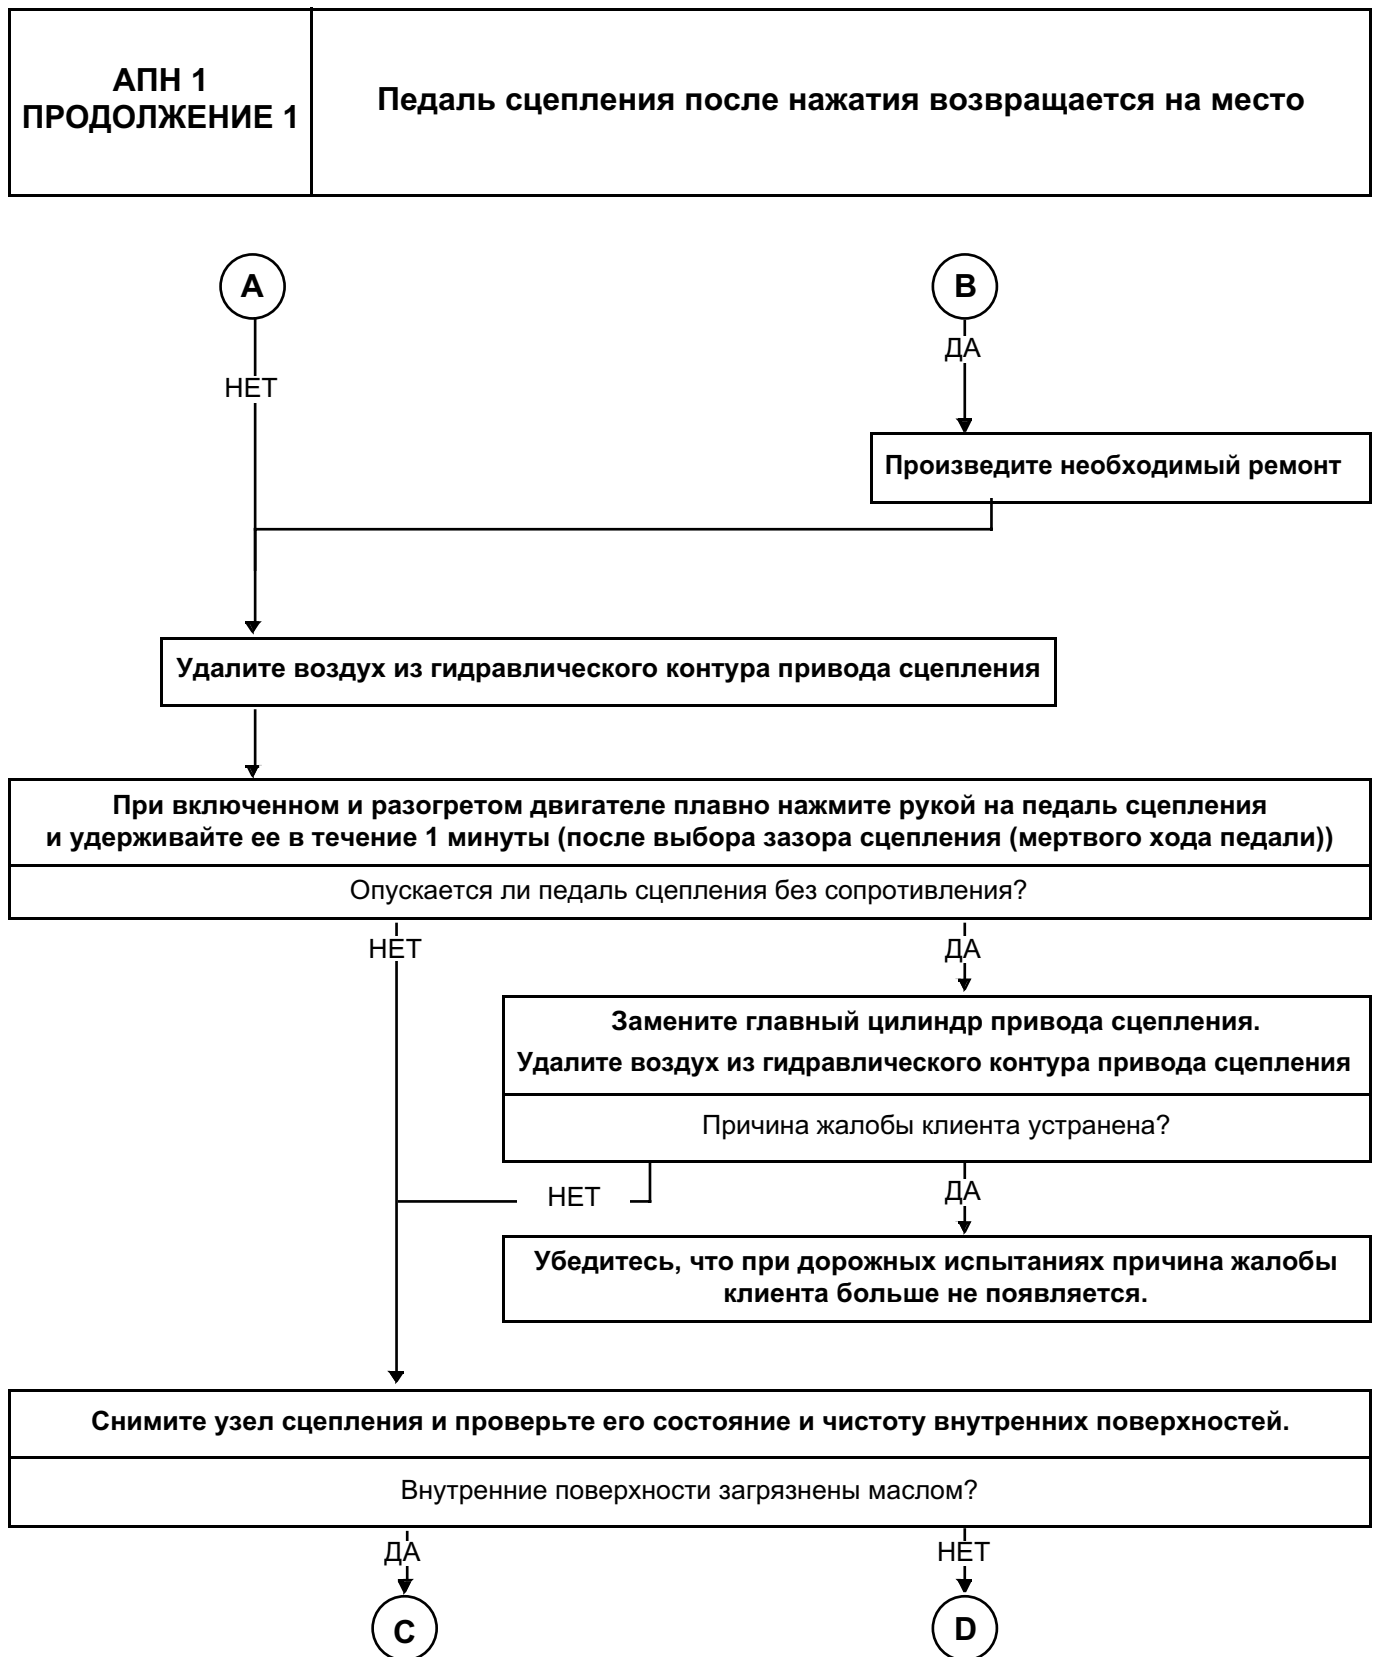 АПН 1
ПРОДОЛЖЕНИЕ 1
Педаль сцепления после нажатия возвращается на место
A
B
НЕТ
ДА
Произведите необходимый ремонт
Удалите воздух из гидравлического контура привода сцепления
При включенном и разогретом двигателе плавно нажмите рукой на педаль сцепления
и удерживайте ее в течение 1 минуты (после выбора зазора сцепления (мертвого хода педали))
Опускается ли педаль сцепления без сопротивления?
НЕТ
ДА
Замените главный цилиндр привода сцепления.
Удалите воздух из гидравлического контура привода сцепления
Причина жалобы клиента устранена?
НЕТ
ДА
Убедитесь, что при дорожных испытаниях причина жалобы
клиента больше не появляется.
Снимите узел сцепления и проверьте его состояние и чистоту внутренних поверхностей.
Внутренние поверхности загрязнены маслом?
ДА
НЕТ
C
D